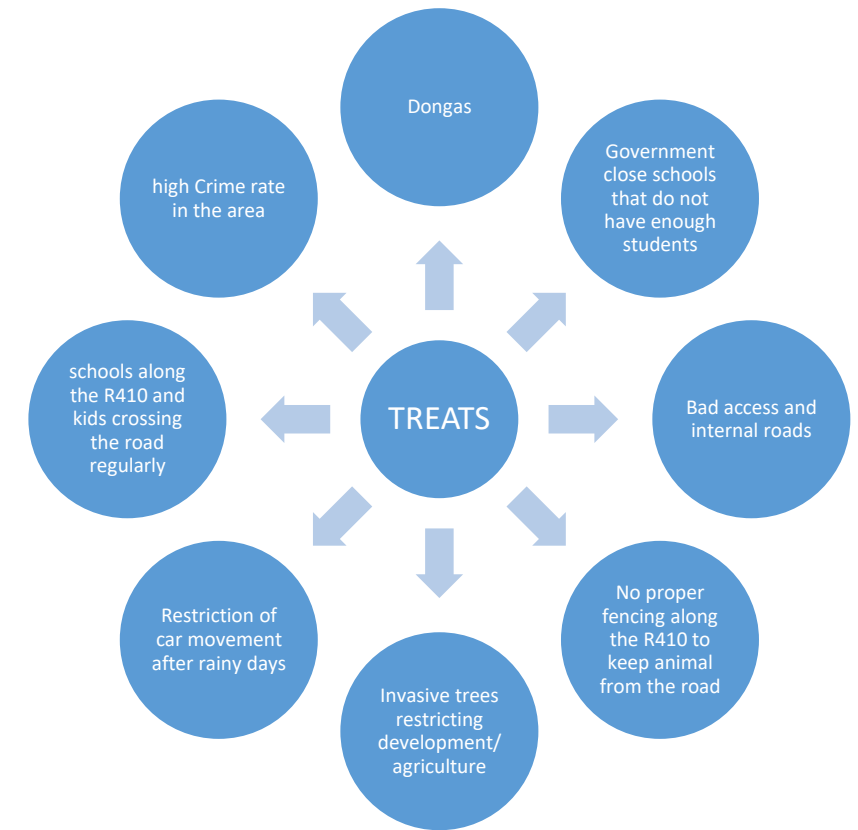 Dongas
Government
close schools
that do not
have enough
students
Bad access and
internal roads
No proper
fencing along
the R410 to
keep animal
from the road
Invasive trees
restricting
development/
agriculture
Restriction of
car movement
after rainy days
schools along
the R410 and
kids crossing
the road
regularly
high Crime rate
in the area
TREATS